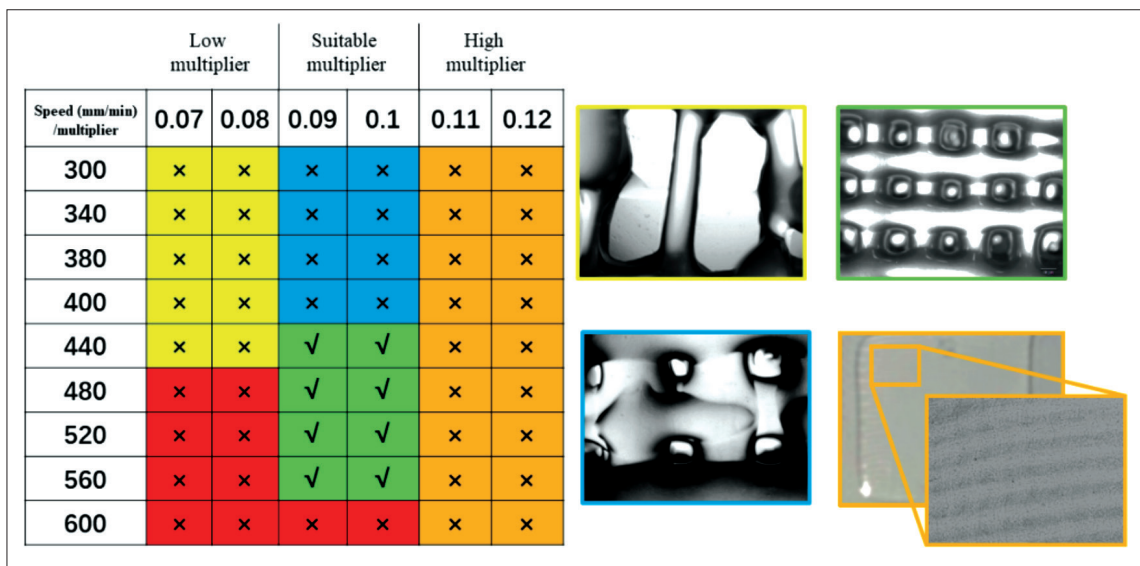 Low Suitable High
multiplier multiplier multiplier
Speed (mm/min) 0.07 0.08 0.09 0.1 0.11 0.12
/multiplier
300 × × × × × ×
340 × × × × × ×
380 × × × × × ×
400 × × × × × ×
440 × × √ √ × ×
480 × × √ √ × ×
520 × × √ √ × ×
560 × × √ √ × ×
600 × × × × × ×